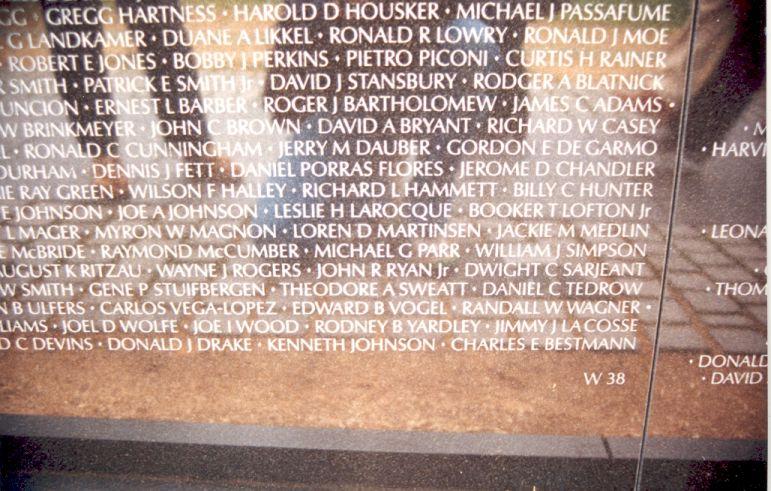 GG · GREGG HARTNESS · HAROLD D HOUSKER · MICHAEL J PASSAFUME
G LANDKAMER · DUANE A LIKKEL · RONALD R LOWRY · RONALD J MOE
· ROBERT E JONES · BOBBY J PERKINS · PIETRO PICONI · CURTIS H RAINER
R SMITH · PATRICK E SMITH Jr · DAVID J STANSBURY · RODGER A BLATNICK
UNCION · ERNEST L BARBER · ROGER J BARTHOLOMEW · JAMES C ADAMS ·
W BRINKMEYER · JOHN C BROWN · DAVID A BRYANT · RICHARD W CASEY
L · RONALD C CUNNINGHAM · JERRY M DAUBER · GORDON E DE GARMO
DURHAM · DENNIS J FETT · DANIEL PORRAS FLORES · JEROME D CHANDLER
IE RAY GREEN · WILSON F HALLEY · RICHARD L HAMMETT · BILLY C HUNTER
E JOHNSON · JOE A JOHNSON · LESLIE H LAROCQUE · BOOKER T LOFTON Jr
L MAGER · MYRON W MAGNON · LOREN D MARTINSEN · JACKIE M MEDLIN
E McBRIDE · RAYMOND McCUMBER · MICHAEL G PARR · WILLIAM J SIMPSON
AUGUST K RITZAU · WAYNE J ROGERS · JOHN R RYAN Jr · DWIGHT C SARJEANT
W SMITH · GENE P STUIFBERGEN · THEODORE A SWEATT · DANIEL C TEDROW
N B ULFERS · CARLOS VEGA-LOPEZ · EDWARD B VOGEL · RANDALL W WAGNER ·
LIAMS · JOEL D WOLFE · JOE I WOOD · RODNEY B YARDLEY · JIMMY J LA COSSE
D C DEVINS · DONALD J DRAKE · KENNETH JOHNSON · CHARLES E BESTMANN
W 38
· M
· HARVI
· LEONA
· THOM
· DONALD
· DAVID